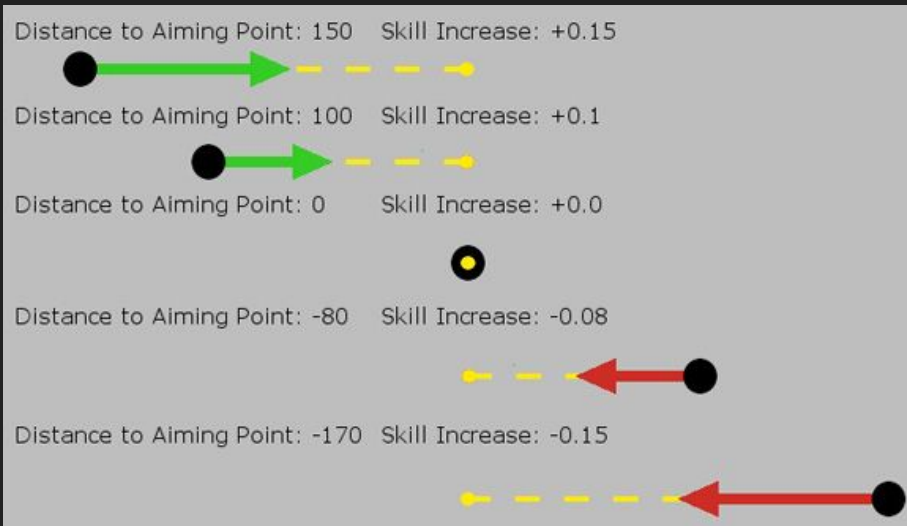 Distance to Aiming Point: 150 Skill Increase: +0.15
Distance to Aiming Point: 100 Skill Increase: +0.1
Distance to Aiming Point: 0 Skill Increase: +0.0
Distance to Aiming Point: -80 Skill Increase: -0.08
Distance to Aiming Point: -170 Skill Increase: -0.15